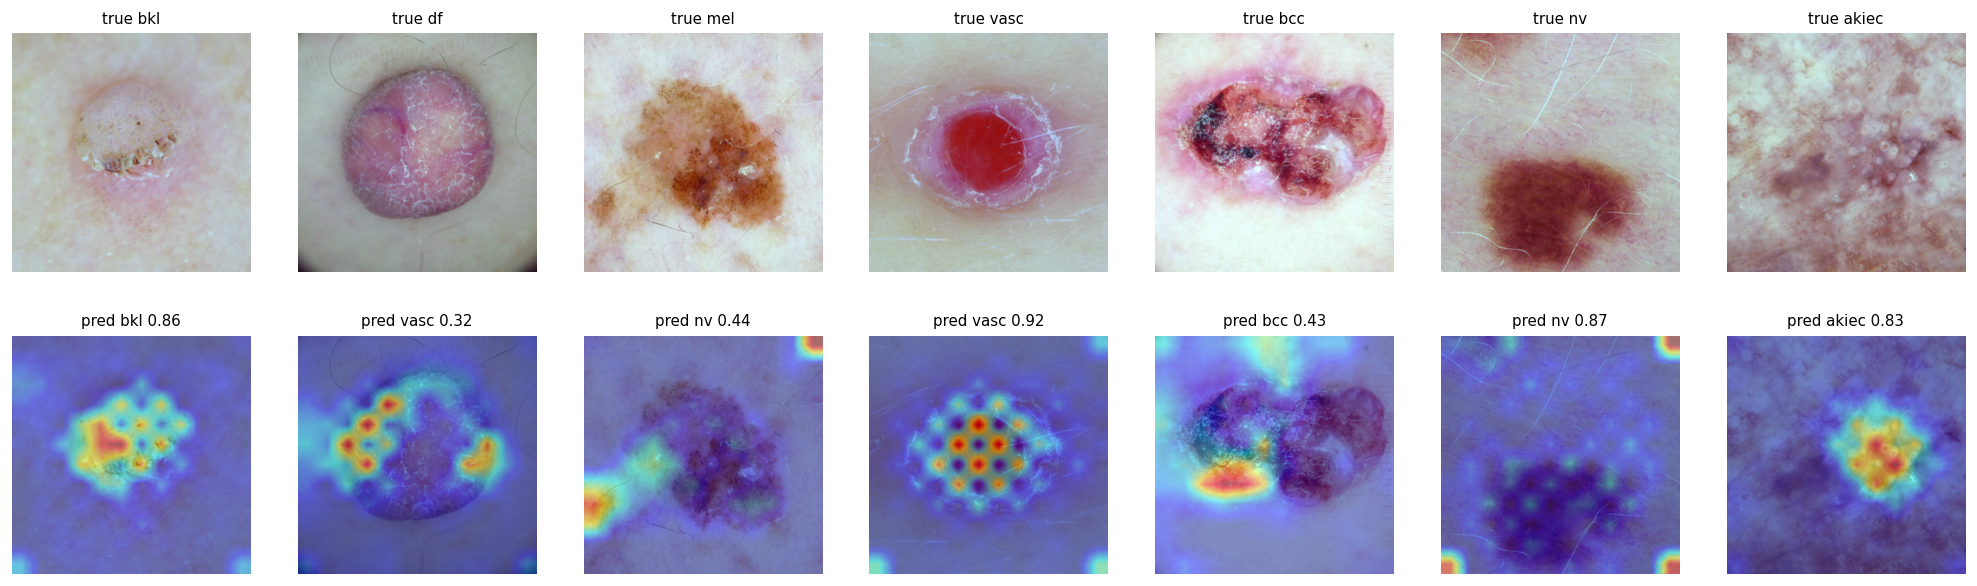 true bkl
true df
true mel
true vasc
true bcc
true nv
true akiec
pred bkl 0.86
pred vasc 0.32
pred nv 0.44
pred vasc 0.92
pred bcc 0.43
pred nv 0.87
pred akiec 0.83